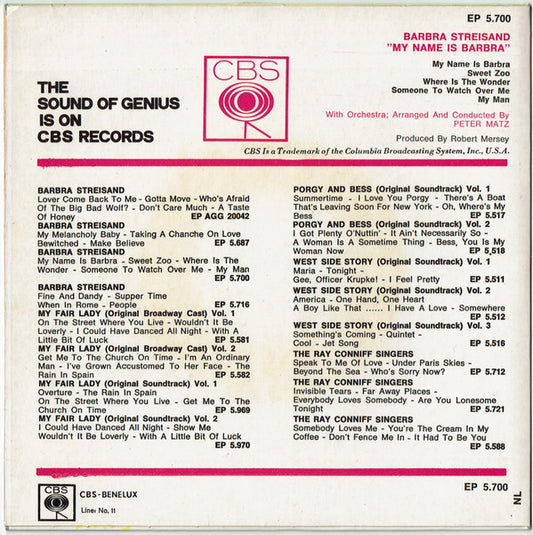 EP 5.700
BARBRA STREISAND
"MY NAME IS BARBRA"
My Name Is Barbra
Sweet Zoo
Where Is The Wonder
Someone To Watch Over Me
My Man
With Orchestra; Arranged And Conducted By
PETER MATZ
Produced By Robert Mersey
CBS Is a Trademark of the Columbia Broadcasting System, Inc., U.S.A.
CBS
THE
SOUND OF GENIUS
IS ON
CBS RECORDS
BARBRA STREISAND
Lover Come Back To Me - Gotta Move - Who's Afraid
Of The Big Bad Wolf? - Don't Care Much - A Taste
Of Honey EP AGG 20042
BARBRA STREISAND
My Melancholy Baby - Taking A Chanche On Love
Bewitched - Make Believe EP 5.687
BARBRA STREISAND
My Name Is Barbra - Sweet Zoo - Where Is The
Wonder - Someone To Watch Over Me - My Man
EP 5.700
BARBRA STREISAND
Fine And Dandy - Supper Time
When In Rome - People EP 5.716
MY FAIR LADY (Original Broadway Cast) Vol. 1
On The Street Where You Live - Wouldn't It Be
Loverly - I Could Have Danced All Night - With A
Little Bit Of Luck EP 5.581
MY FAIR LADY (Original Broadway Cast) Vol. 2
Get Me To The Church On Time - I'm An Ordinary
Man - I've Grown Accustomed To Her Face - The
Rain In Spain EP 5.582
MY FAIR LADY (Original Soundtrack) Vol. 1
Overture - The Rain In Spain
On The Street Where You Live - Get Me To The
Church On Time EP 5.969
MY FAIR LADY (Original Soundtrack) Vol. 2
I Could Have Danced All Night - Show Me
Wouldn't It Be Loverly - With A Little Bit Of Luck
EP 5.970
PORGY AND BESS (Original Soundtrack) Vol. 1
Summertime - I Love You Porgy - There's A Boat
That's Leaving Soon For New York - Oh, Where's My
Bess EP 5.517
PORGY AND BESS (Original Soundtrack) Vol. 2
I Got Plenty O'Nuttin' - It Ain't Necessarily So -
A Woman Is A Sometime Thing - Bess, You Is My
Woman Now EP 5,518
WEST SIDE STORY (Original Soundtrack) Vol. 1
Maria - Tonight -
Gee, Officer Krupke! - I Feel Pretty EP 5.511
WEST SIDE STORY (Original Soundtrack) Vol. 2
America - One Hand, One Heart
A Boy Like That ...... I Have A Love - Somewhere
EP 5.512
WEST SIDE STORY (Original Soundtrack) Vol. 3
Something's Coming - Quintet -
Cool - Jet Song EP 5.516
THE RAY CONNIFF SINGERS
Speak To Me Of Love - Under Paris Skies -
Beyond The Sea - Who's Sorry Now? EP 5.712
THE RAY CONNIFF SINGERS
Invisible Tears - Far Away Places -
Everybody Loves Somebody - Are You Lonesome
Tonight EP 5.721
THE RAY CONNIFF SINGERS
Somebody Loves Me - You're The Cream In My
Coffee - Don't Fence Me In - It Had To Be You
EP 5.588
CBS
CBS-BENELUX
Line: No. 11
EP 5.700
NL